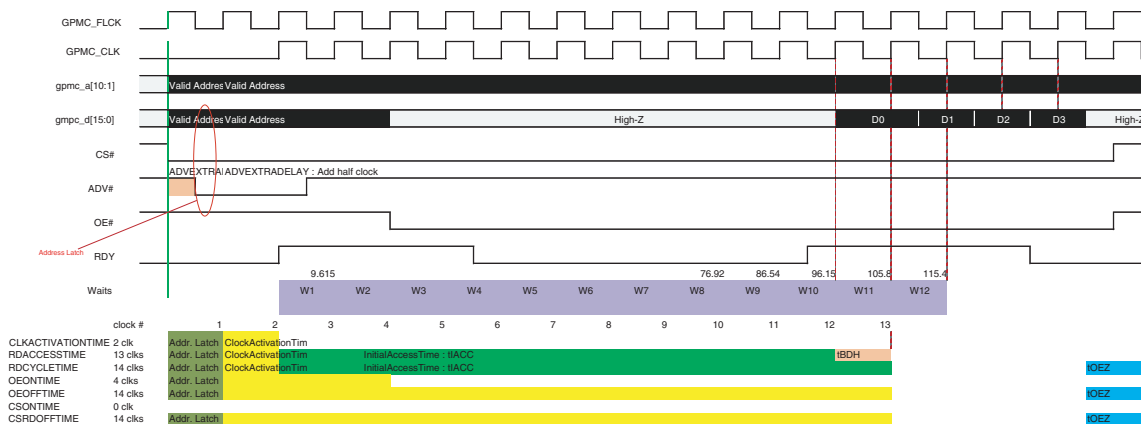 GPMC_FLCK
GPMC_CLK
gpmc_a[10:1]
Valid Addres Valid Address
gmpc_d[15:0]
Valid Addres Valid Address
High-Z
D0
D1
D2
D3
High-Z
CS#
ADVEXTRA ADVEXTRADELAY : Add half clock
ADV#
OE#
Address Latch
RDY
9.615
76.92
86.54
96.15
105.8
115.4
Waits
W1
W2
W3
W4
W5
W6
W7
W8
W9
W10
W11
W12
clock #
1
2
3
4
5
6
7
8
9
10
11
12
13
CLKACTIVATIONTIME 2 clk
Addr. Latch
ClockActivationTim
RDACCESSTIME 13 clks
Addr. Latch
ClockActivationTim
InitialAccessTime : tIACC
tBDH
RDCYCLETIME 14 clks
Addr. Latch
ClockActivationTim
InitialAccessTime : tIACC
tOEZ
OEONTIME 4 clks
Addr. Latch
OEOFFTIME 14 clks
Addr. Latch
tOEZ
CSONTIME 0 clk
CSRDOFFTIME 14 clks
Addr. Latch
tOEZ